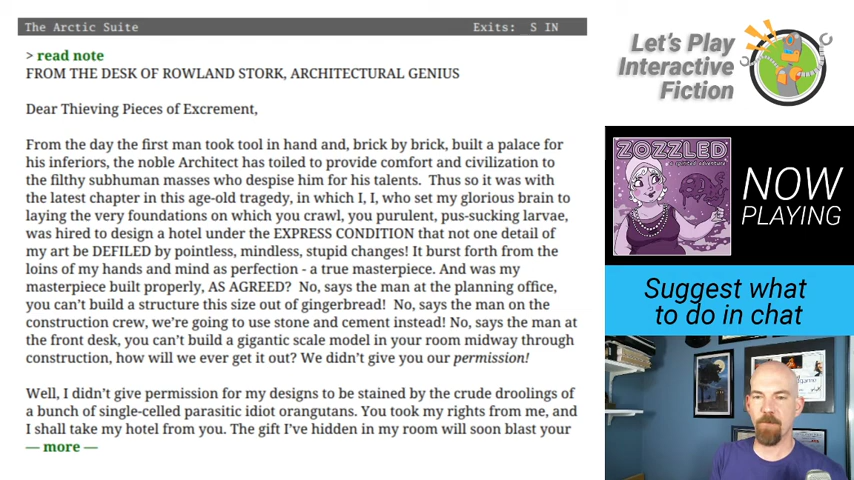 The Arctic Suite Exits: S IN
> read note
FROM THE DESK OF ROWLAND STORK, ARCHITECTURAL GENIUS
Dear Thieving Pieces of Excrement,
From the day the first man took tool in hand and, brick by brick, built a palace for
his inferiors, the noble Architect has toiled to provide comfort and civilization to
the filthy subhuman masses who despise him for his talents. Thus so it was with
the latest chapter in this age-old tragedy, in which I, I, who set my glorious brain to
laying the very foundations on which you crawl, you purulent, pus-sucking larvae,
was hired to design a hotel under the EXPRESS CONDITION that not one detail of
my art be DEFILED by pointless, mindless, stupid changes! It burst forth from the
loins of my hands and mind as perfection - a true masterpiece. And was my
masterpiece built properly, AS AGREED? No, says the man at the planning office,
you can't build a structure this size out of gingerbread! No, says the man on the
construction crew, we're going to use stone and cement instead! No, says the man at
the front desk, you can't build a gigantic scale model in your room midway through
construction, how will we ever get it out? We didn't give you our permission!
Well, I didn't give permission for my designs to be stained by the crude droolings of
a bunch of single-celled parasitic idiot orangutans. You took my rights from me, and
I shall take my hotel from you. The gift I've hidden in my room will soon blast your
— more —
Let's Play
Interactive
Fiction
ZOZZLED
NOW
PLAYING
Suggest what
to do in chat